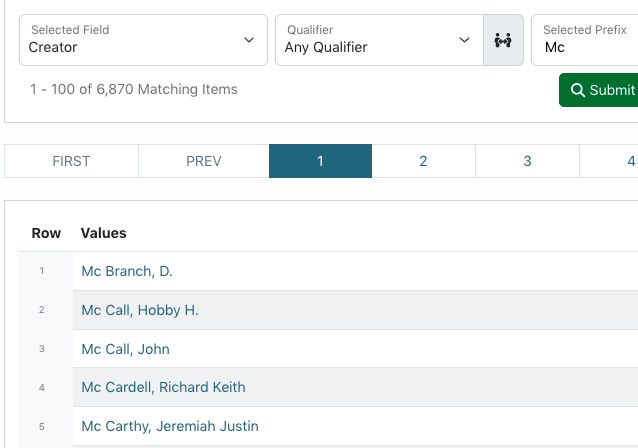 Selected Field
Creator
Qualifier
Any Qualifier
Selected Prefix
Mc
1 - 100 of 6,870 Matching Items
Submit
FIRST PREV 1 2 3 4
Row Values
1 Mc Branch, D.
2 Mc Call, Hobby H.
3 Mc Call, John
4 Mc Cardell, Richard Keith
5 Mc Carthy, Jeremiah Justin